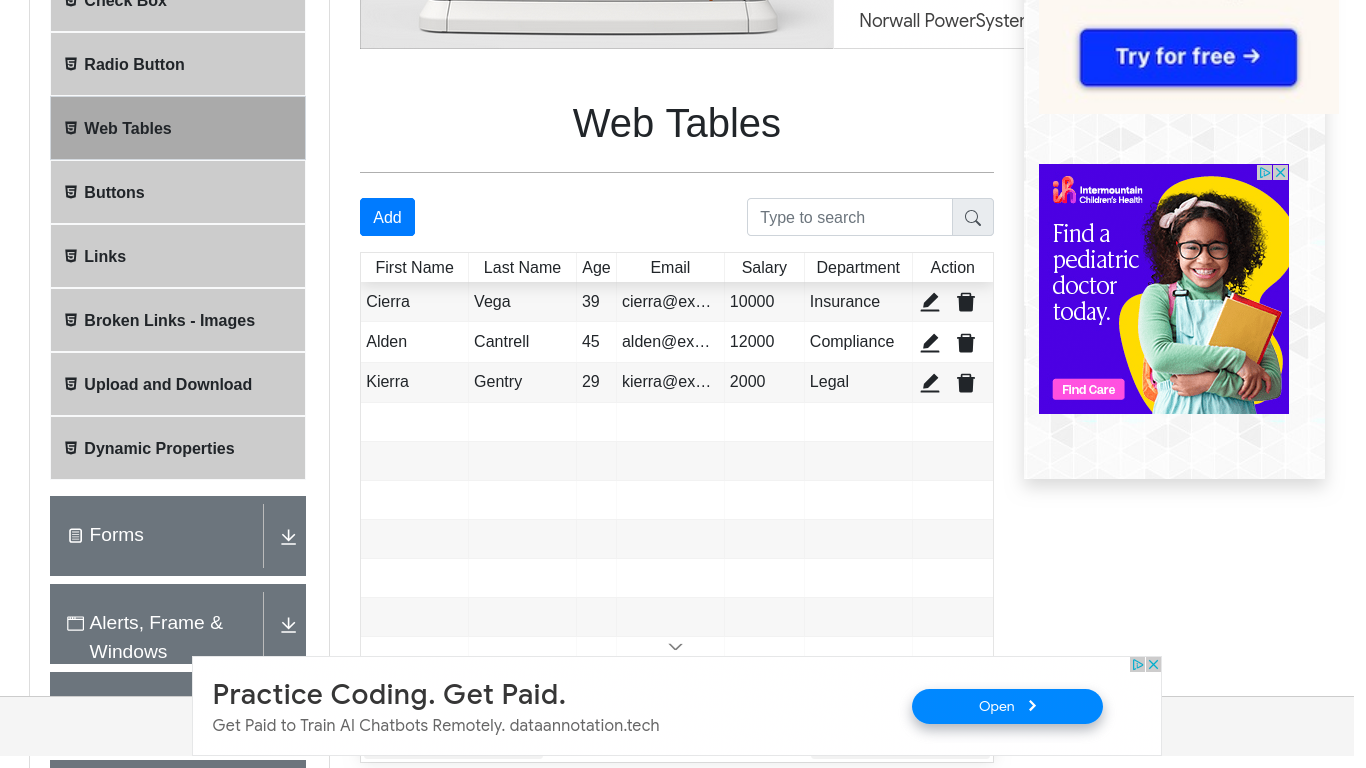 Check Box
Radio Button
Web Tables
Buttons
Links
Broken Links - Images
Upload and Download
Dynamic Properties
Forms
Alerts, Frame &
Windows
Norwall PowerSystem
Web Tables
Add
Type to search
First Name Last Name Age Email Salary Department Action
Cierra Vega 39 cierra@ex… 10000 Insurance
Alden Cantrell 45 alden@ex… 12000 Compliance
Kierra Gentry 29 kierra@ex… 2000 Legal
Try for free →
Intermountain
Children's Health
Find a
pediatric
doctor
today.
Find Care
Practice Coding. Get Paid.
Get Paid to Train AI Chatbots Remotely. dataannotation.tech
Open